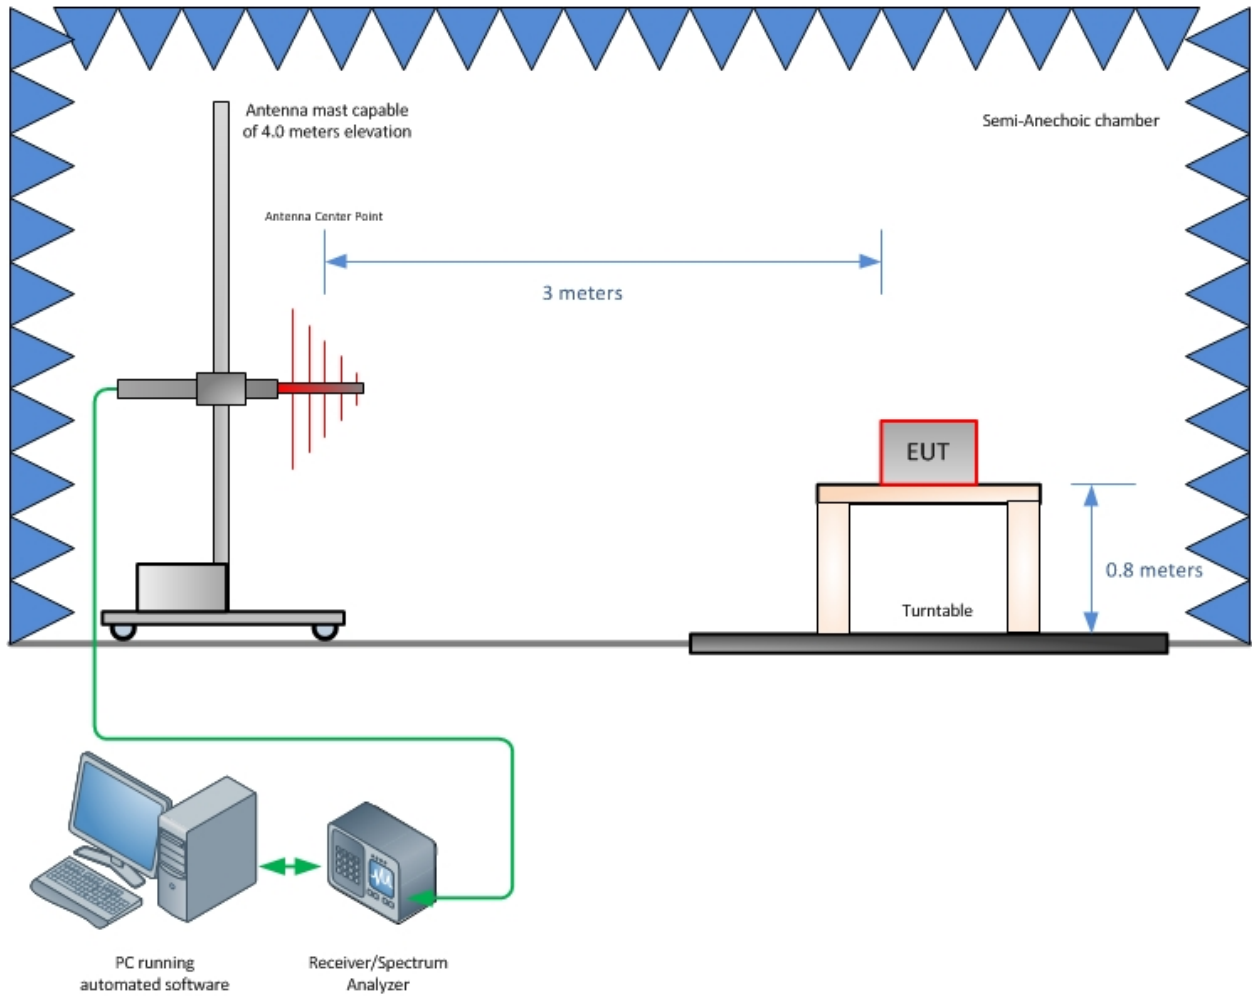 Antenna mast capable
of 4.0 meters elevation
Semi-Anechoic chamber
Antenna Center Point
3 meters
EUT
0.8 meters
Turntable
PC running
automated software
Receiver/Spectrum
Analyzer